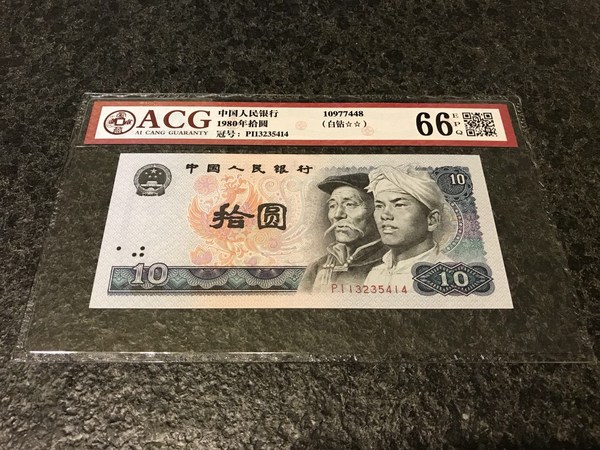 ACG
AI CANG GUARANTY
中国人民银行
1980年拾圆
冠号: PI13235414
10977448
(白钻☆☆)
66 EPQ
中国人民银行
10
拾圆
10
PI13235414
10